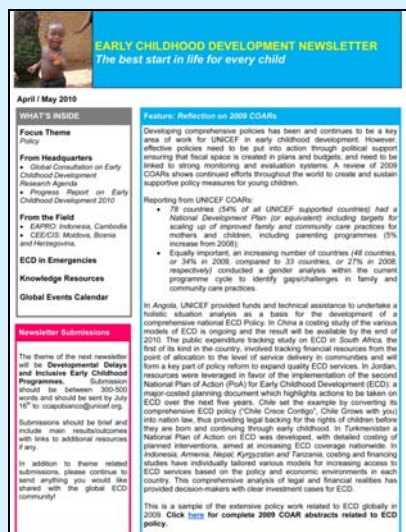 EARLY CHILDHOOD DEVELOPMENT NEWSLETTER
The best start in life for every child
April / May 2010
WHAT'S INSIDE
Focus Theme
Policy
From Headquarters
• Global Consultation on Early
Childhood Development
Research Agenda
• Progress Report on Early
Childhood Development 2010
From the Field
• EAPRO: Indonesia, Cambodia
• CEE/CIS: Moldova, Bosnia
and Herzegovina,
ECD in Emergencies
Knowledge Resources
Global Events Calendar
Newsletter Submissions
The theme of the next newsletter
will be Developmental Delays
and Inclusive Early Childhood
Programmes. Submission
should be between 300-500
words and should be sent by July
16th to: ccapobianco@unicef.org.
Submissions should be brief and
include main results/outcomes
with links to additional resources
if any.
In addition to theme related
submissions, please continue to
send anything you would like
shared with the global ECD
community!
Feature: Reflection on 2009 COARs
Developing comprehensive policies has been and continues to be a key
area of work for UNICEF in early childhood development. However,
effective policies need to be put into action through political support
ensuring that fiscal space is created in plans and budgets; and need to be
linked to strong monitoring and evaluation systems. A review of 2009
COARs shows continued efforts throughout the world to create and sustain
supportive policy measures for young children.
Reporting from UNICEF COARs:
• 78 countries (54% of all UNICEF supported countries) had a
National Development Plan (or equivalent) including targets for
scaling up of improved family and community care practices for
mothers and children, including parenting programmes (5%
increase from 2008);
• Equally important, an increasing number of countries (48 countries,
or 34% in 2009, compared to 33 countries, or 27% in 2008,
respectively) conducted a gender analysis within the current
programme cycle to identify gaps/challenges in family and
community care practices.
In Angola, UNICEF provided funds and technical assistance to undertake a
holistic situation analysis as a basis for the development of a
comprehensive national ECD Policy. In China a costing study of the various
models of ECD is ongoing and the result will be available by the end of
2010. The public expenditure tracking study on ECD in South Africa, the
first of its kind in the country, involved tracking financial resources from the
point of allocation to the level of service delivery in communities and will
form a key part of policy reform to expand quality ECD services. In Jordan,
resources were leveraged in favor of the implementation of the second
National Plan of Action (PoA) for Early Childhood Development (ECD): a
major-costed planning document which highlights actions to be taken on
ECD over the next five years. Chile set the example by converting its
comprehensive ECD policy ("Chile Crece Contigo", Chile Grows with you)
into nation law, thus providing legal backing for the rights of children before
they are born and continuing through early childhood. In Turkmenistan a
National Plan of Action on ECD was developed, with detailed costing of
planned interventions, aimed at increasing ECD coverage nationwide. In
Indonesia, Armenia, Nepal, Kyrgyzstan and Tanzania, costing and financing
studies have individually tailored various models for increasing access to
ECD services based on the policy and economic environments in each
country. This comprehensive analysis of legal and financial realities has
provided decision-makers with clear investment cases for ECD.
This is a sample of the extensive policy work related to ECD globally in
2009. Click here for complete 2009 COAR abstracts related to ECD
policy.